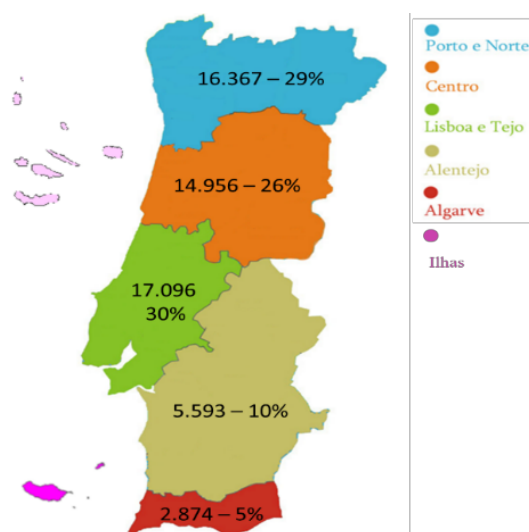 16.367 – 29%
14.956 – 26%
17.096
30%
5.593 – 10%
2.874 – 5%
Porto e Norte
Centro
Lisboa e Tejo
Alentejo
Algarve
Ilhas